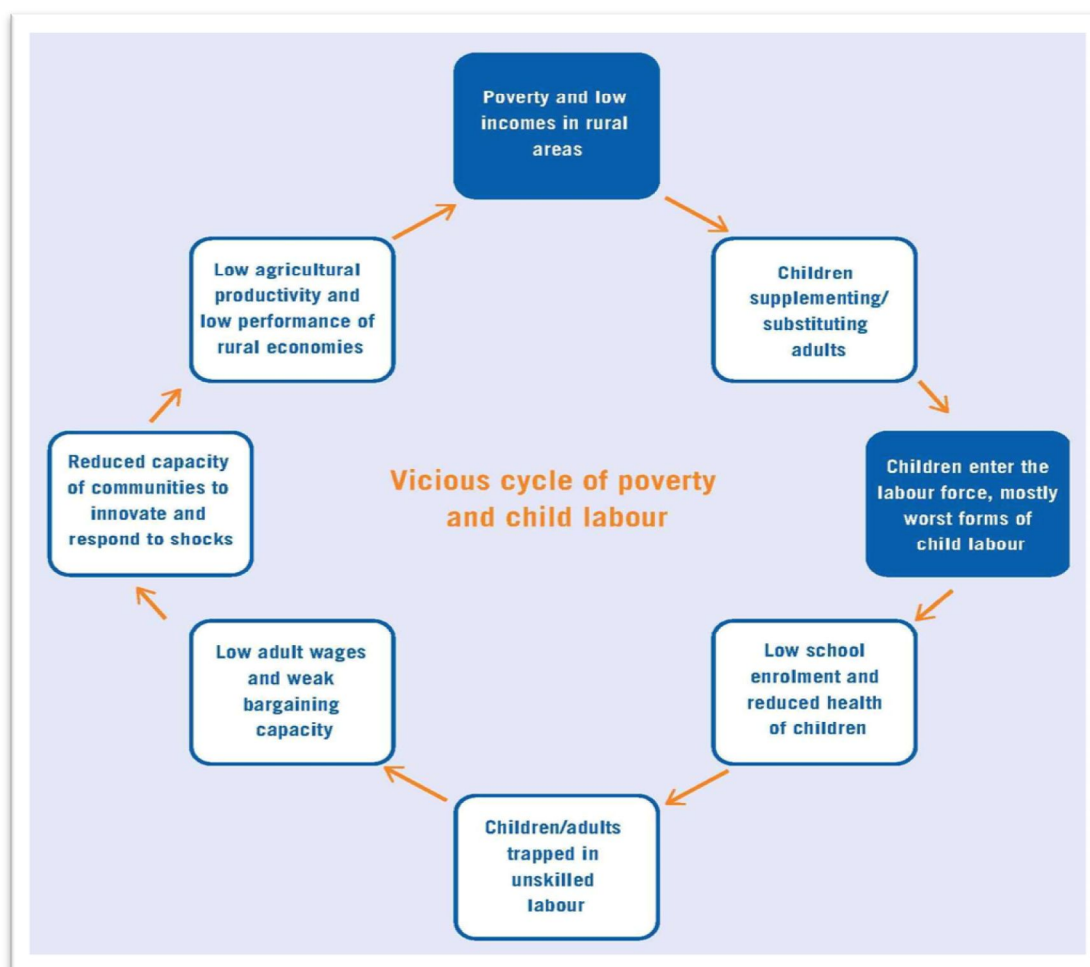 Poverty and low
incomes in rural
areas
Children
supplementing/
substituting
adults
Children enter the
labour force, mostly
worst forms of
child labour
Low school
enrolment and
reduced health
of children
Children/adults
trapped in
unskilled
labour
Low adult wages
and weak
bargaining
capacity
Reduced capacity
of communities to
innovate and
respond to shocks
Low agricultural
productivity and
low performance of
rural economies
Vicious cycle of poverty
and child labour